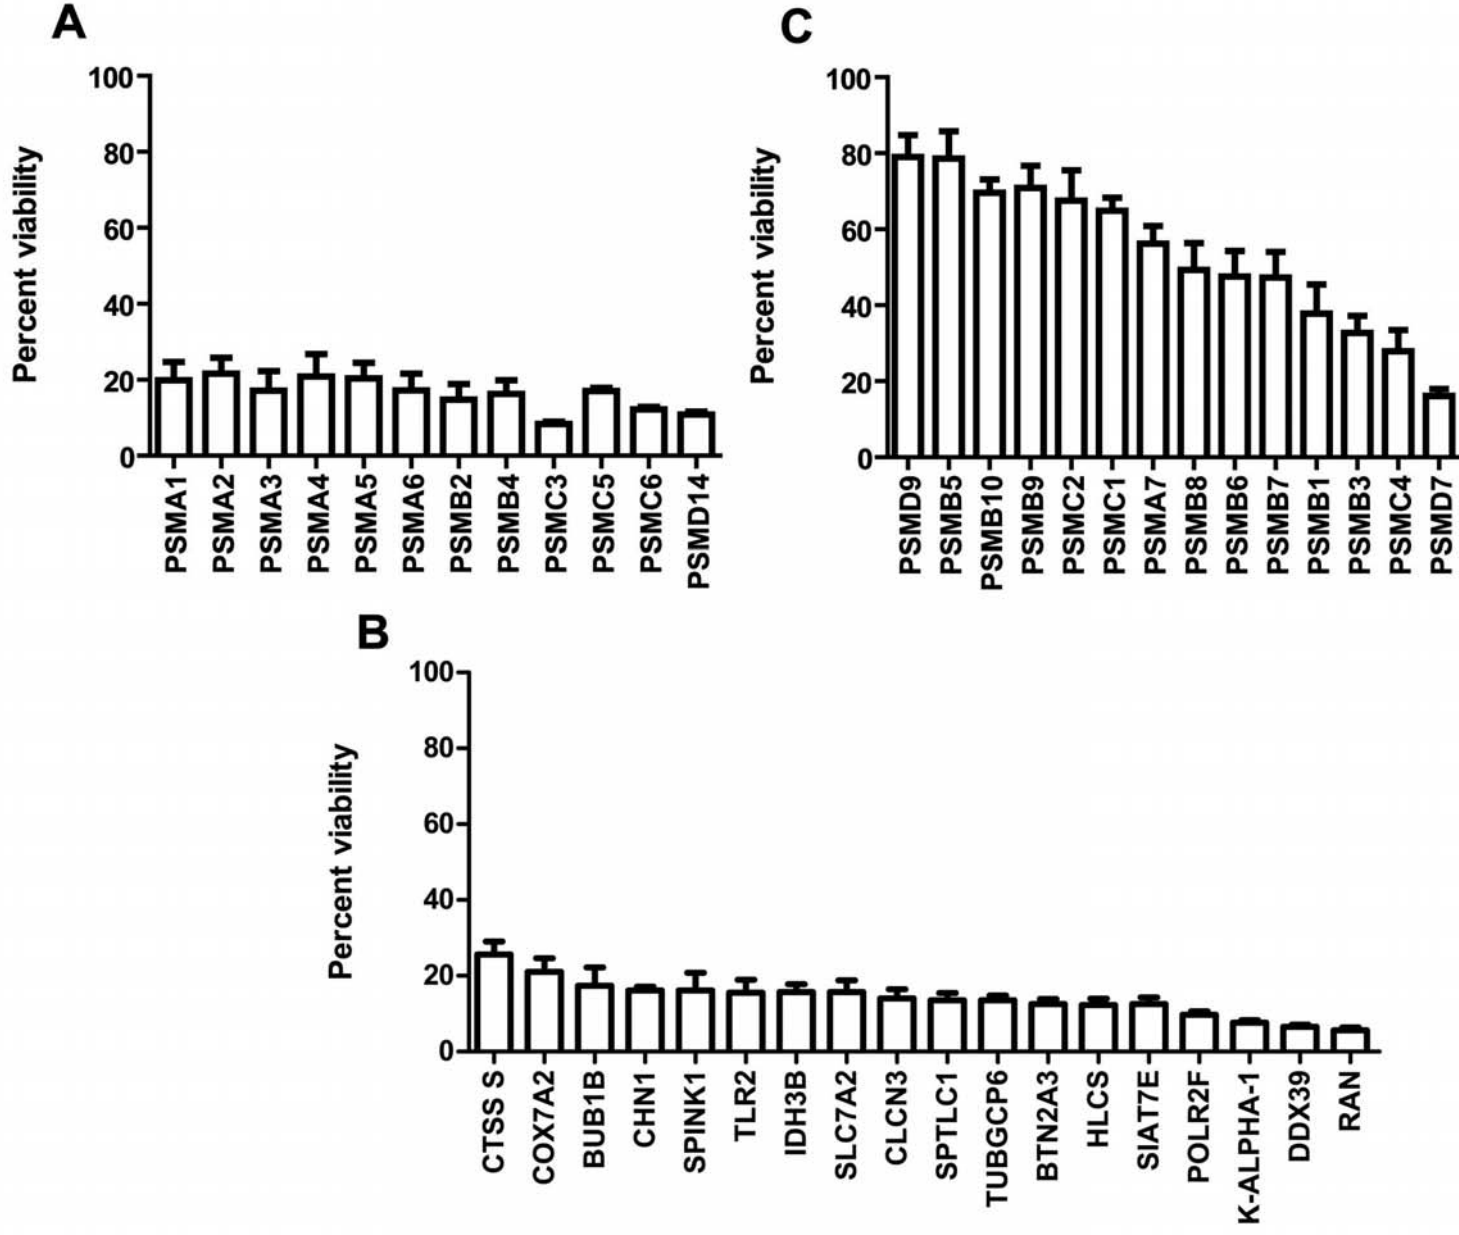 A
Percent viability
100
80
60
40
20
0
PSMA1
PSMA2
PSMA3
PSMA4
PSMA5
PSMA6
PSMB2
PSMB4
PSMC3
PSMC5
PSMC6
PSMD14
C
Percent viability
100
80
60
40
20
0
PSMD9
PSMB5
PSMB10
PSMB9
PSMC2
PSMC1
PSMA7
PSMB8
PSMB6
PSMB7
PSMB1
PSMB3
PSMC4
PSMD7
B
Percent viability
100
80
60
40
20
0
CTSS S
COX7A2
BUB1B
CHN1
SPINK1
TLR2
IDH3B
SLC7A2
CLCN3
SPTLC1
TUBGCP6
BTN2A3
HLCS
SIAT7E
POLR2F
K-ALPHA-1
DDX39
RAN